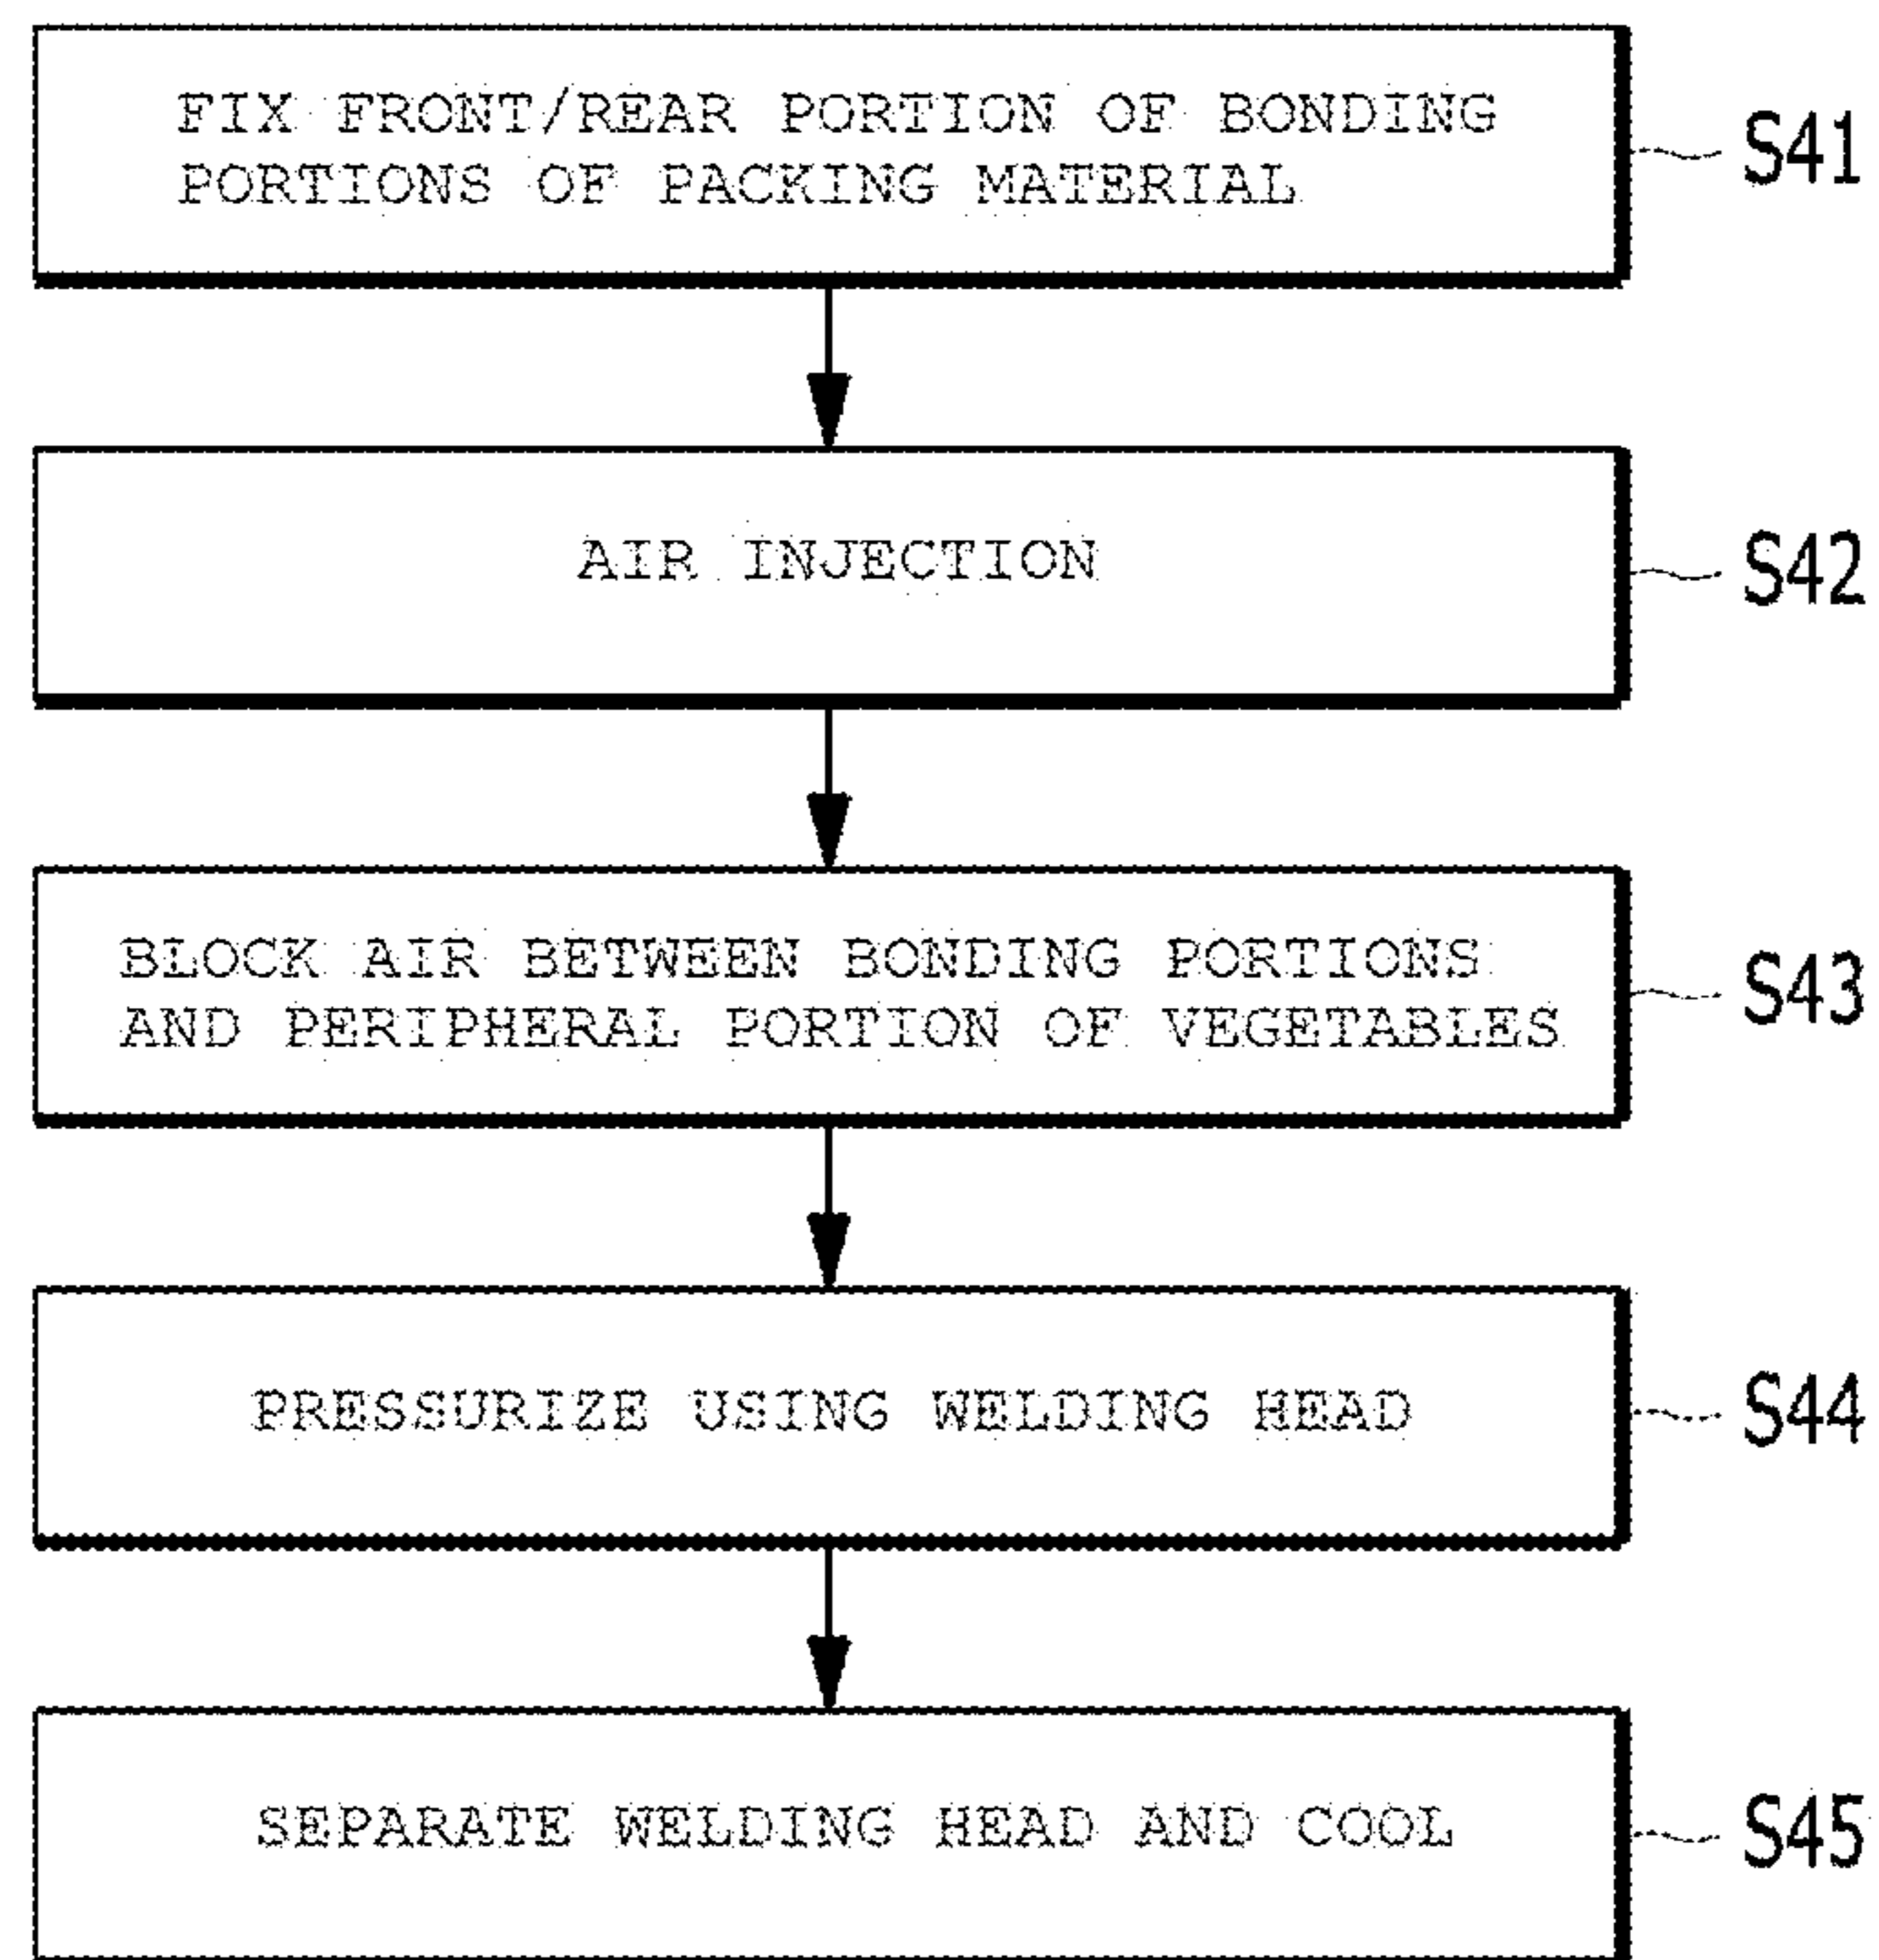 FIX FRONT/REAR PORTION OF BONDING
PORTIONS OF PACKING MATERIAL
S41
AIR INJECTION
S42
BLOCK AIR BETWEEN BONDING PORTIONS
AND PERIPHERAL PORTION OF VEGETABLES
S43
PRESSURIZE USING WELDING HEAD
S44
SEPARATE WELDING HEAD AND COOL
S45